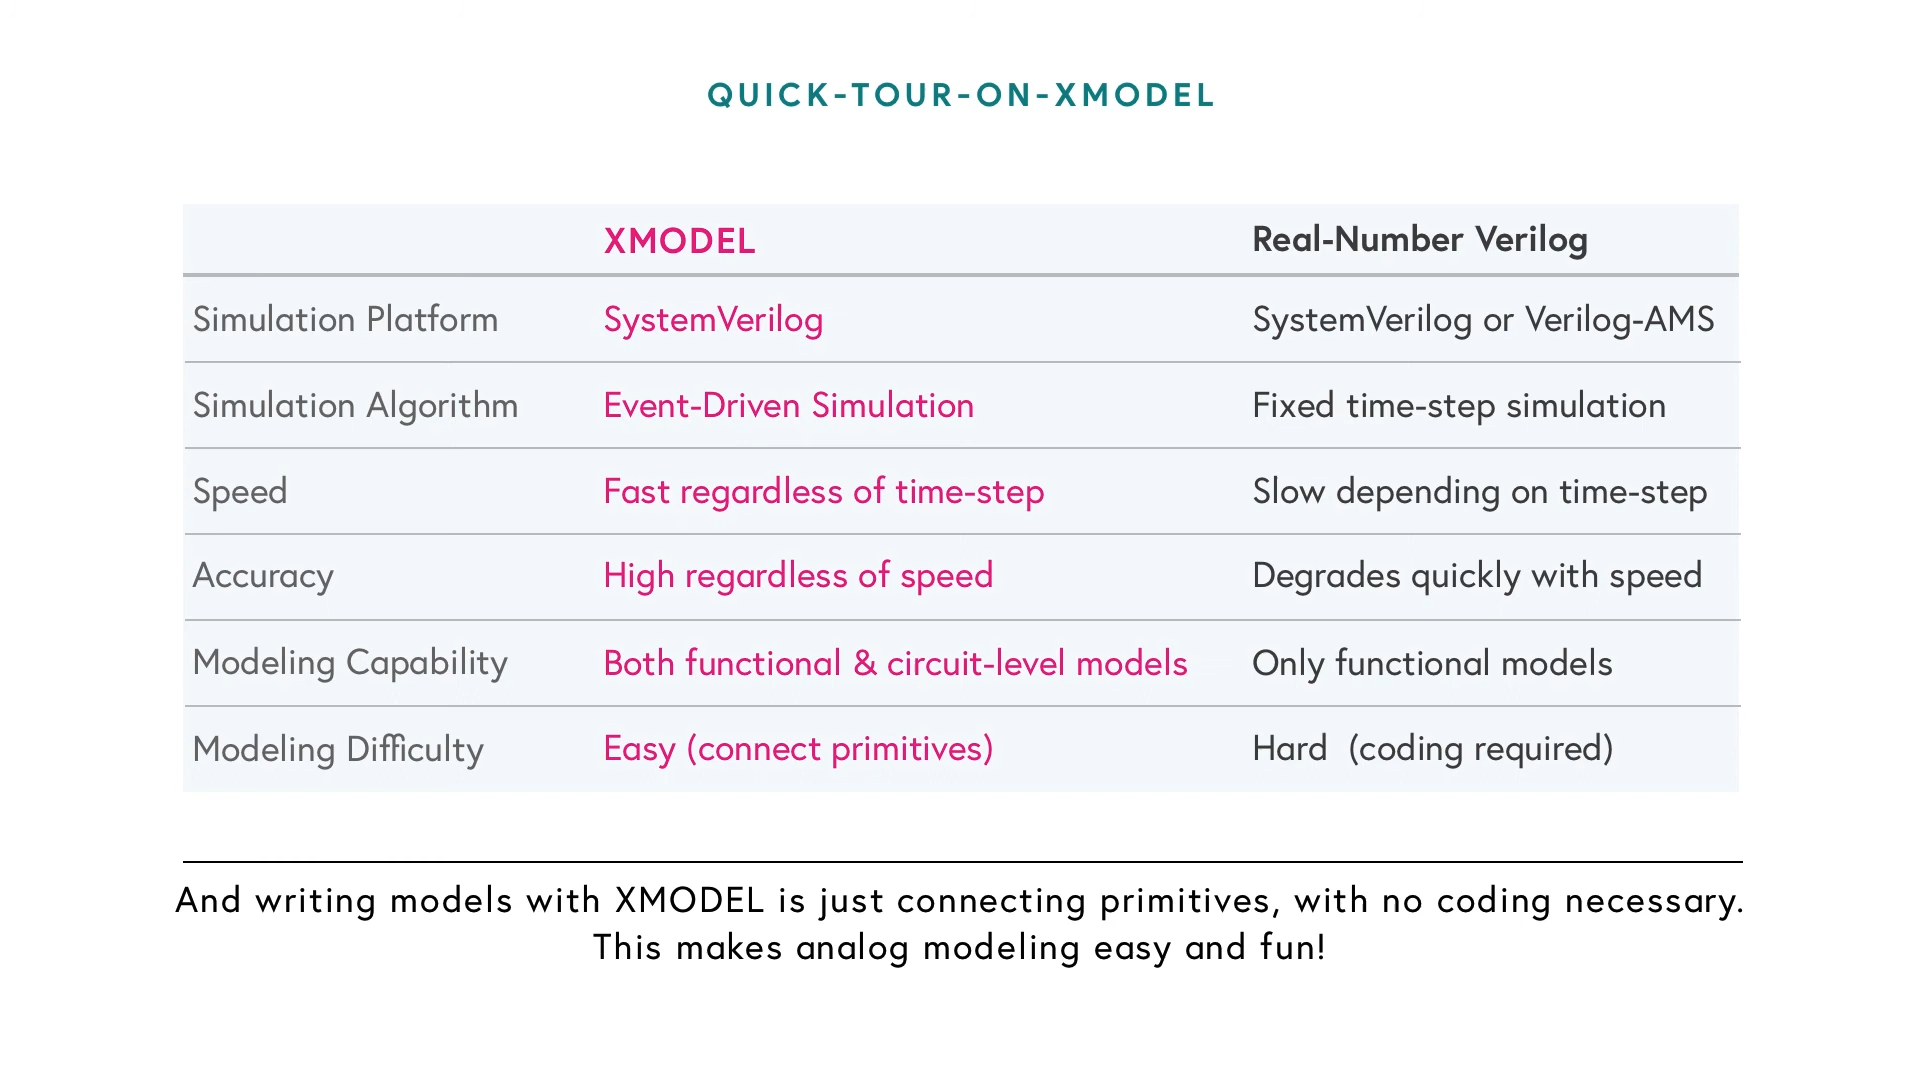 QUICK-TOUR-ON-XMODEL
XMODEL Real-Number Verilog
Simulation Platform SystemVerilog SystemVerilog or Verilog-AMS
Simulation Algorithm Event-Driven Simulation Fixed time-step simulation
Speed Fast regardless of time-step Slow depending on time-step
Accuracy High regardless of speed Degrades quickly with speed
Modeling Capability Both functional & circuit-level models Only functional models
Modeling Difficulty Easy (connect primitives) Hard (coding required)
And writing models with XMODEL is just connecting primitives, with no coding necessary.
This makes analog modeling easy and fun!